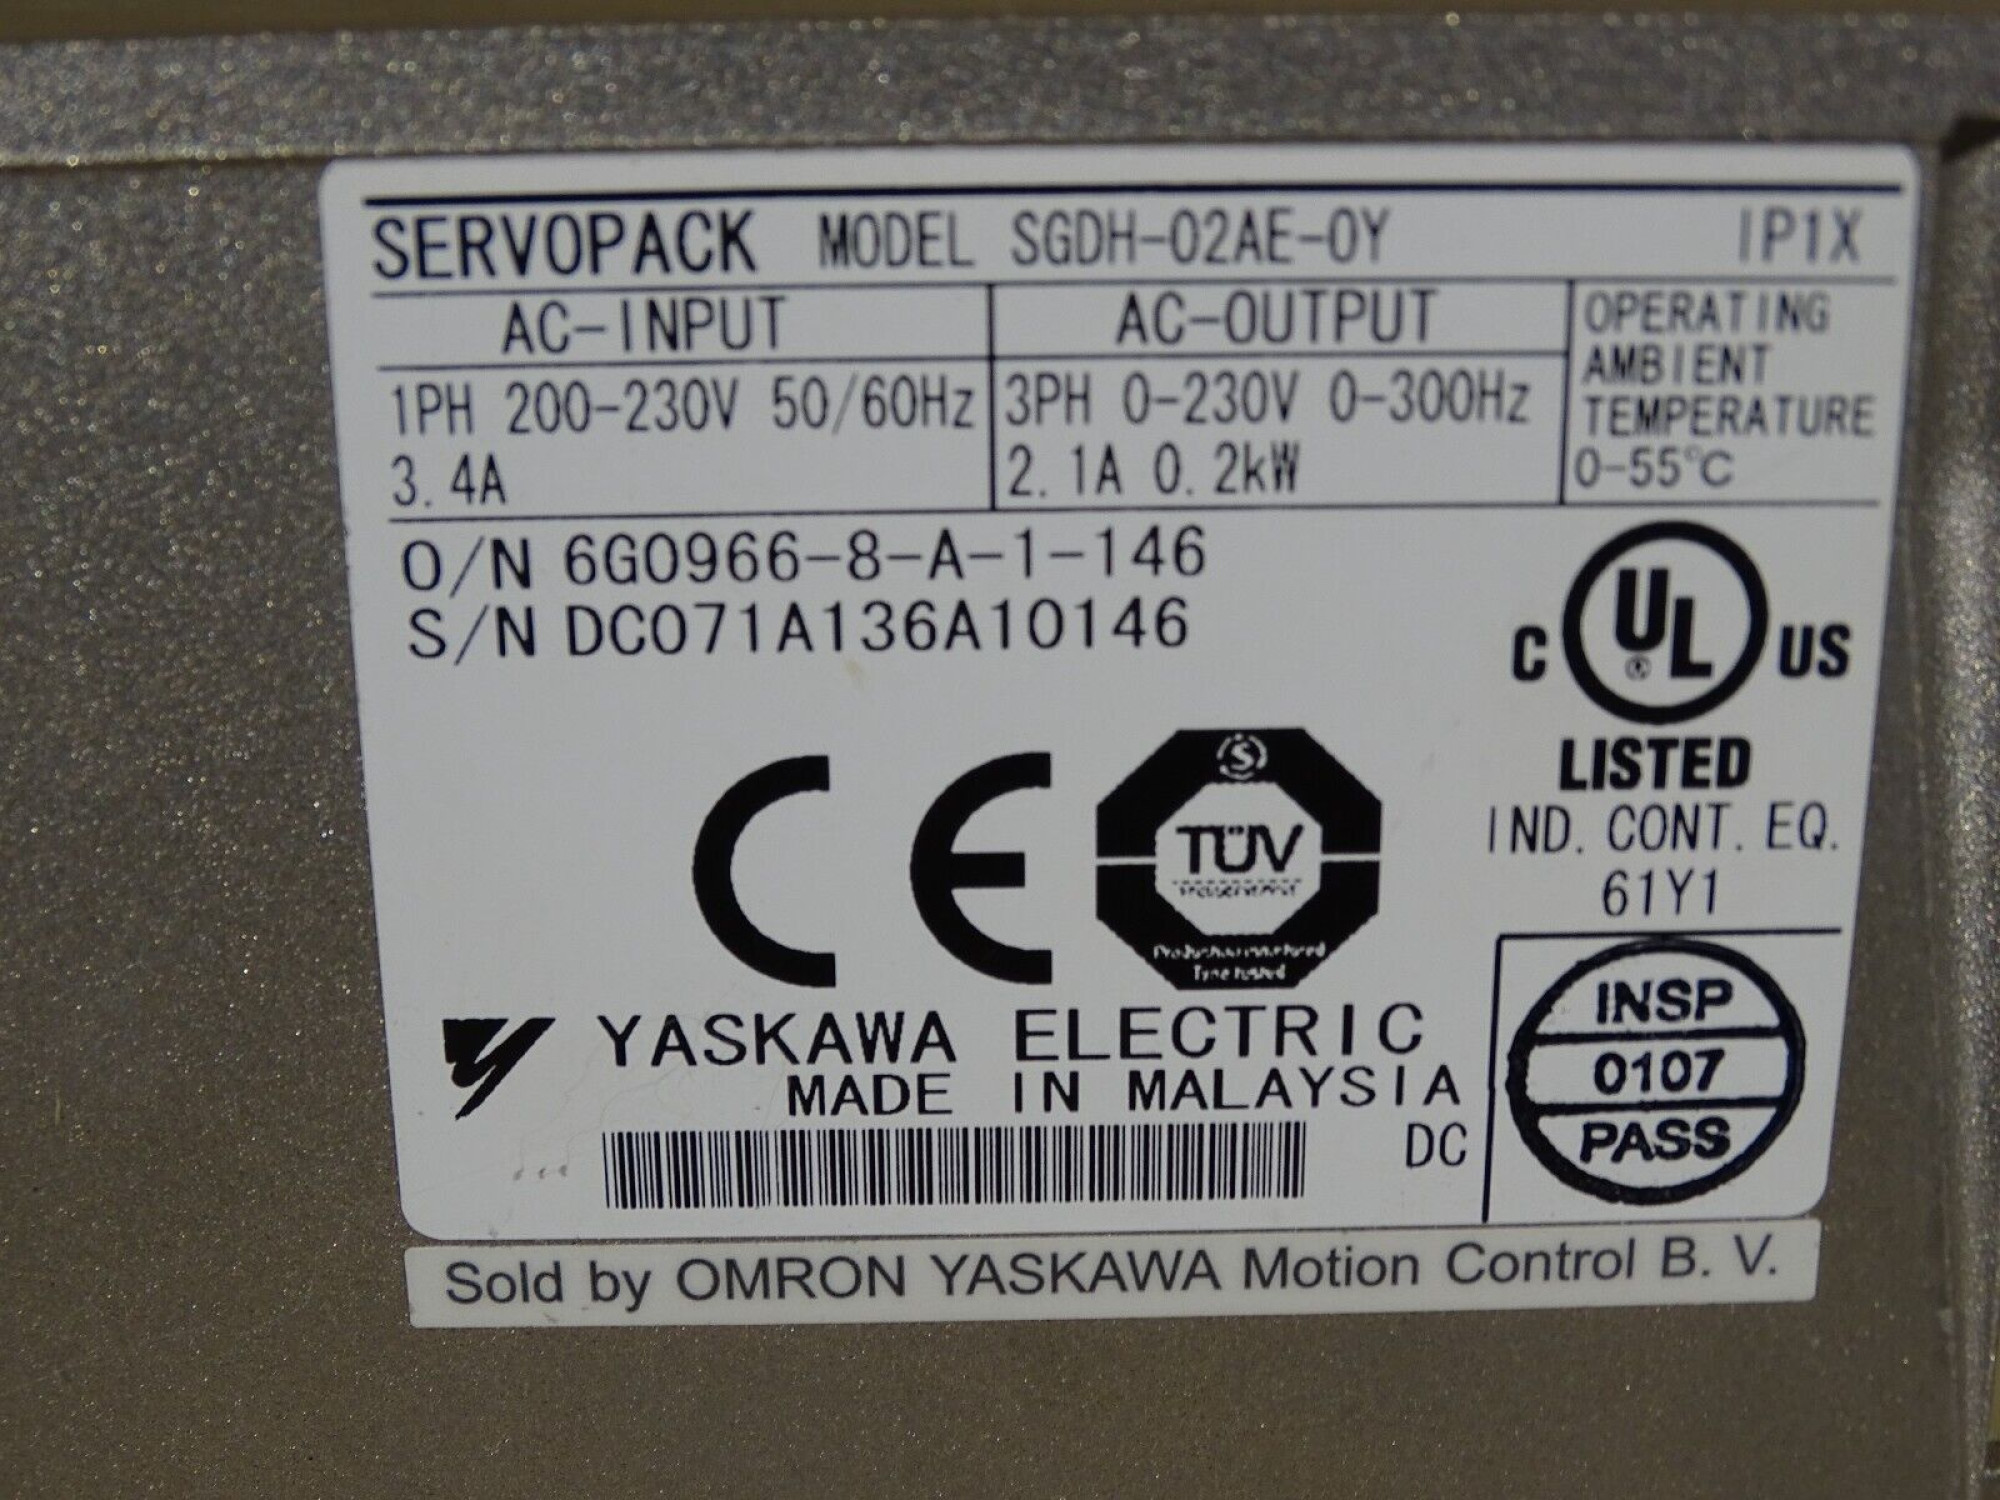 SERVOPACK MODEL SGDH-02AE-OY IP1X
AC-INPUT
1PH 200-230V 50/60Hz
3.4A
AC-OUTPUT
3PH 0-230V 0-300Hz
2.1A 0.2kW
OPERATING
AMBIENT
TEMPERATURE
0-55°C
O/N 6G0966-8-A-1-146
S/N DC071A136A10146
C UL ® US
LISTED
IND. CONT. EQ.
61Y1
CE
S
TÜV
Type tested
YASKAWA ELECTRIC
MADE IN MALAYSIA
DC
INSP
0107
PASS
Sold by OMRON YASKAWA Motion Control B. V.